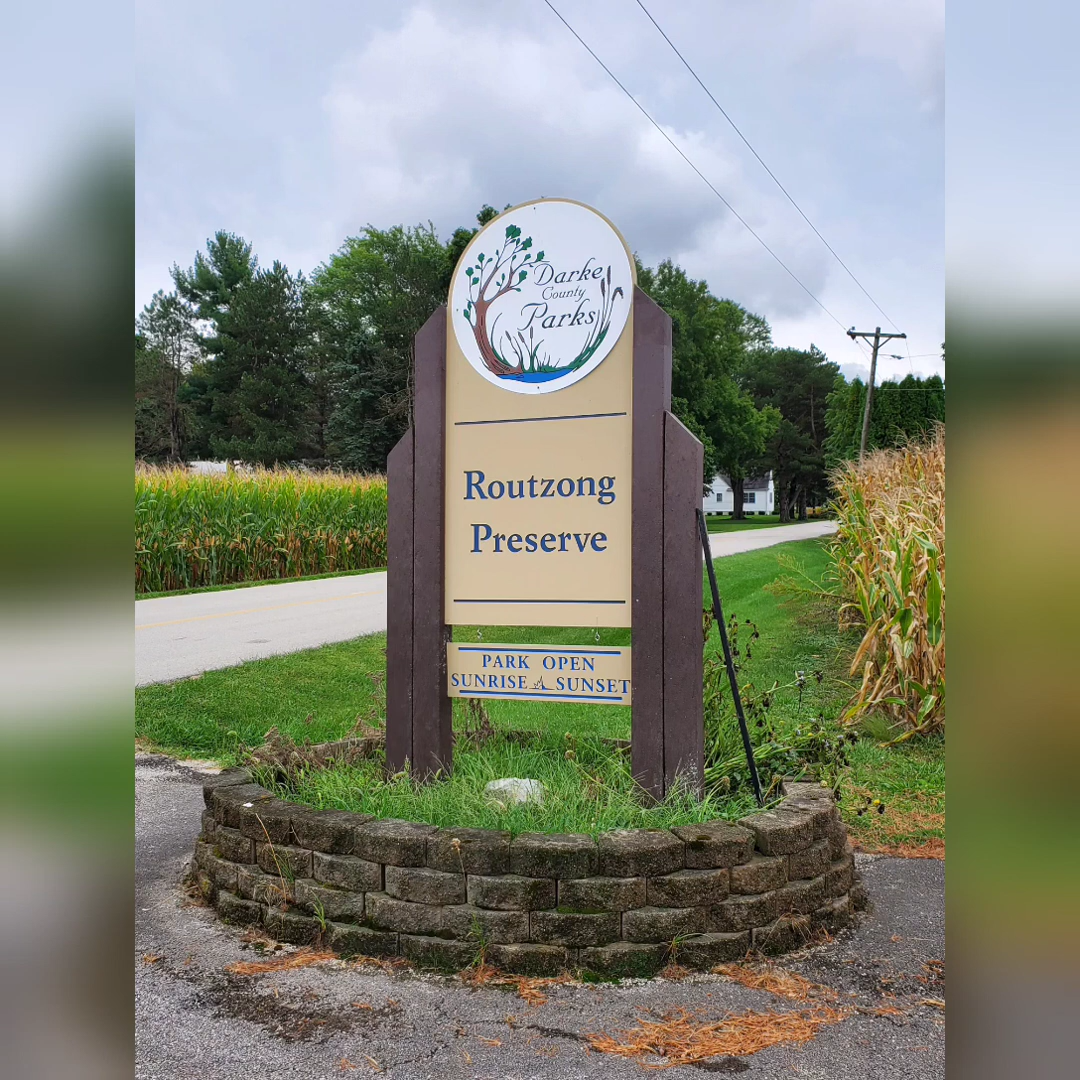 Darke
County
Parks
Routzong
Preserve
PARK OPEN
SUNRISE SUNSET